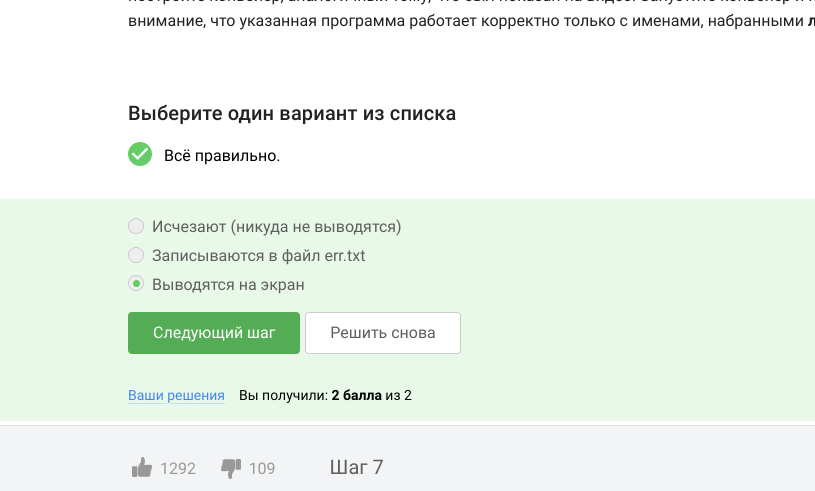 внимание, что указанная программа работает корректно только с именами, набранными
Выберите один вариант из списка
Всё правильно.
Исчезают (никуда не выводятся)
Записываются в файл err.txt
Выводятся на экран
Следующий шаг Решить снова
Ваши решения Вы получили: 2 балла из 2
1292 109 Шаг 7